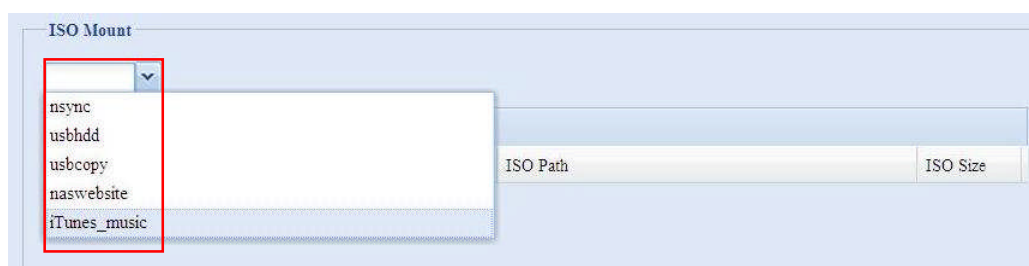 ISO Mount
nsync
usbhdd
usbcopy
ISO Path ISO Size
naswebsite
iTunes_music